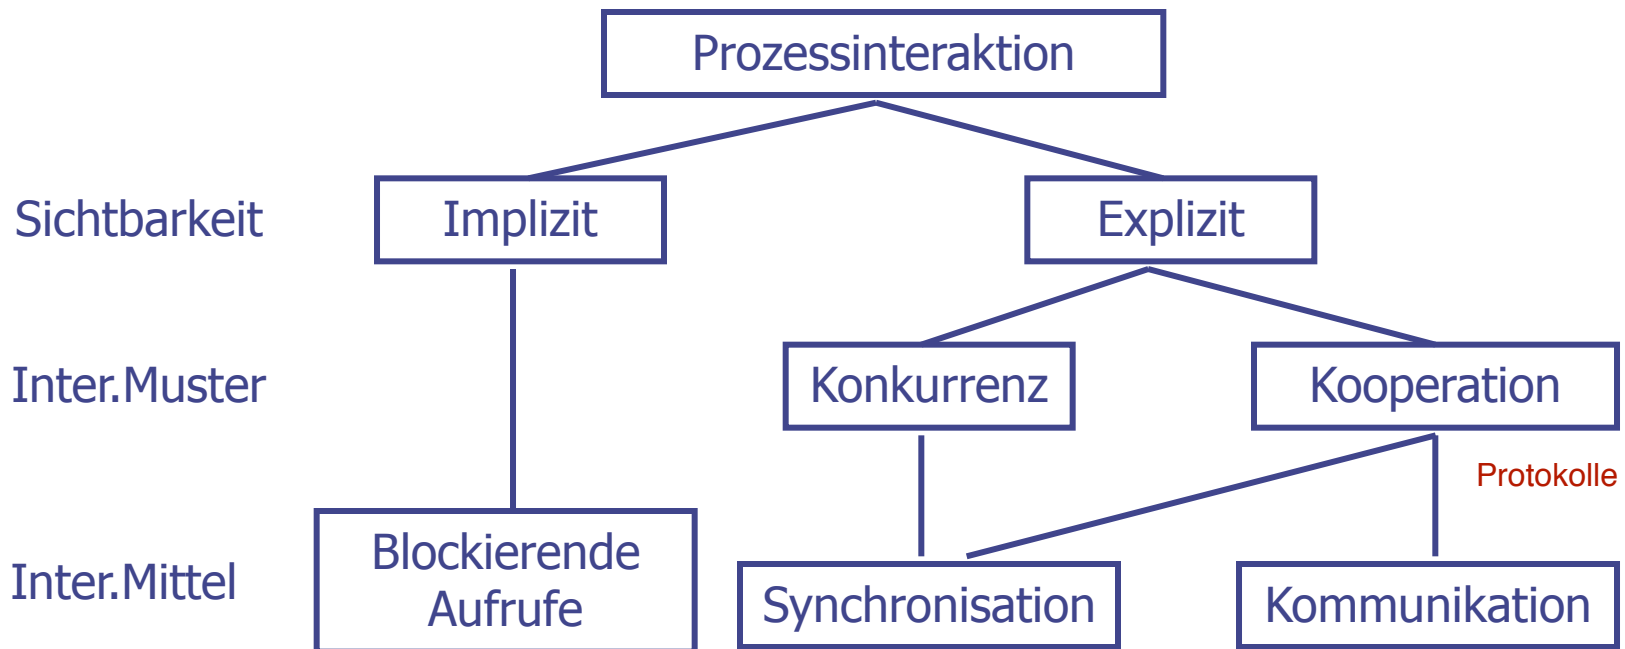 Prozessinteraktion
Sichtbarkeit
Implizit
Explizit
Inter.Muster
Konkurrenz
Kooperation
Protokolle
Inter.Mittel
Blockierende
Aufrufe
Synchronisation
Kommunikation